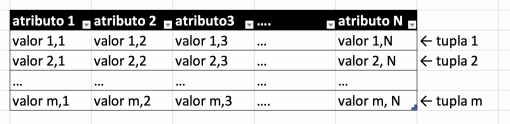 atributo 1 atributo 2 atributo3 .... atributo N
valor 1,1 valor 1,2 valor 1,3 ... valor 1,N ← tupla 1
valor 2,1 valor 2,2 valor 2,3 ... valor 2, N ← tupla 2
... ... ... ...
valor m,1 valor m,2 valor m,3 .... valor m, N ← tupla m